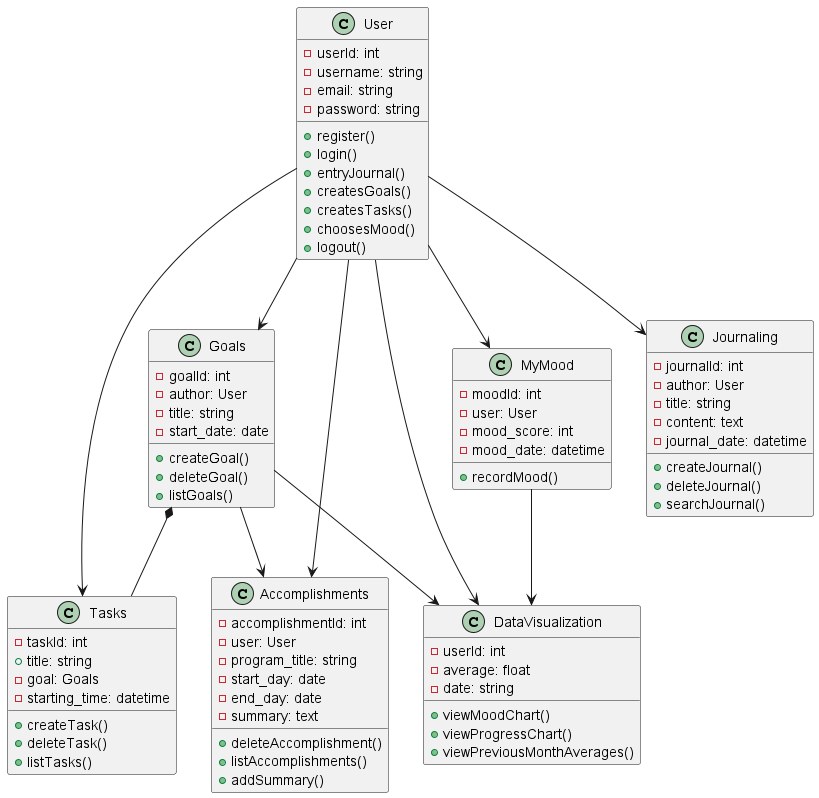 C User
userId: int
username: string
email: string
password: string
register()
login()
entryJournal()
createsGoals()
createsTasks()
choosesMood()
logout()
C Goals
goalId: int
author: User
title: string
start_date: date
createGoal()
deleteGoal()
listGoals()
C MyMood
moodId: int
user: User
mood_score: int
mood_date: datetime
recordMood()
C Journaling
journalId: int
author: User
title: string
content: text
journal_date: datetime
createJournal()
deleteJournal()
searchJournal()
C Tasks
taskId: int
title: string
goal: Goals
starting_time: datetime
createTask()
deleteTask()
listTasks()
C Accomplishments
accomplishmentId: int
user: User
program_title: string
start_day: date
end_day: date
summary: text
deleteAccomplishment()
listAccomplishments()
addSummary()
C DataVisualization
userId: int
average: float
date: string
viewMoodChart()
viewProgressChart()
viewPreviousMonthAverages()